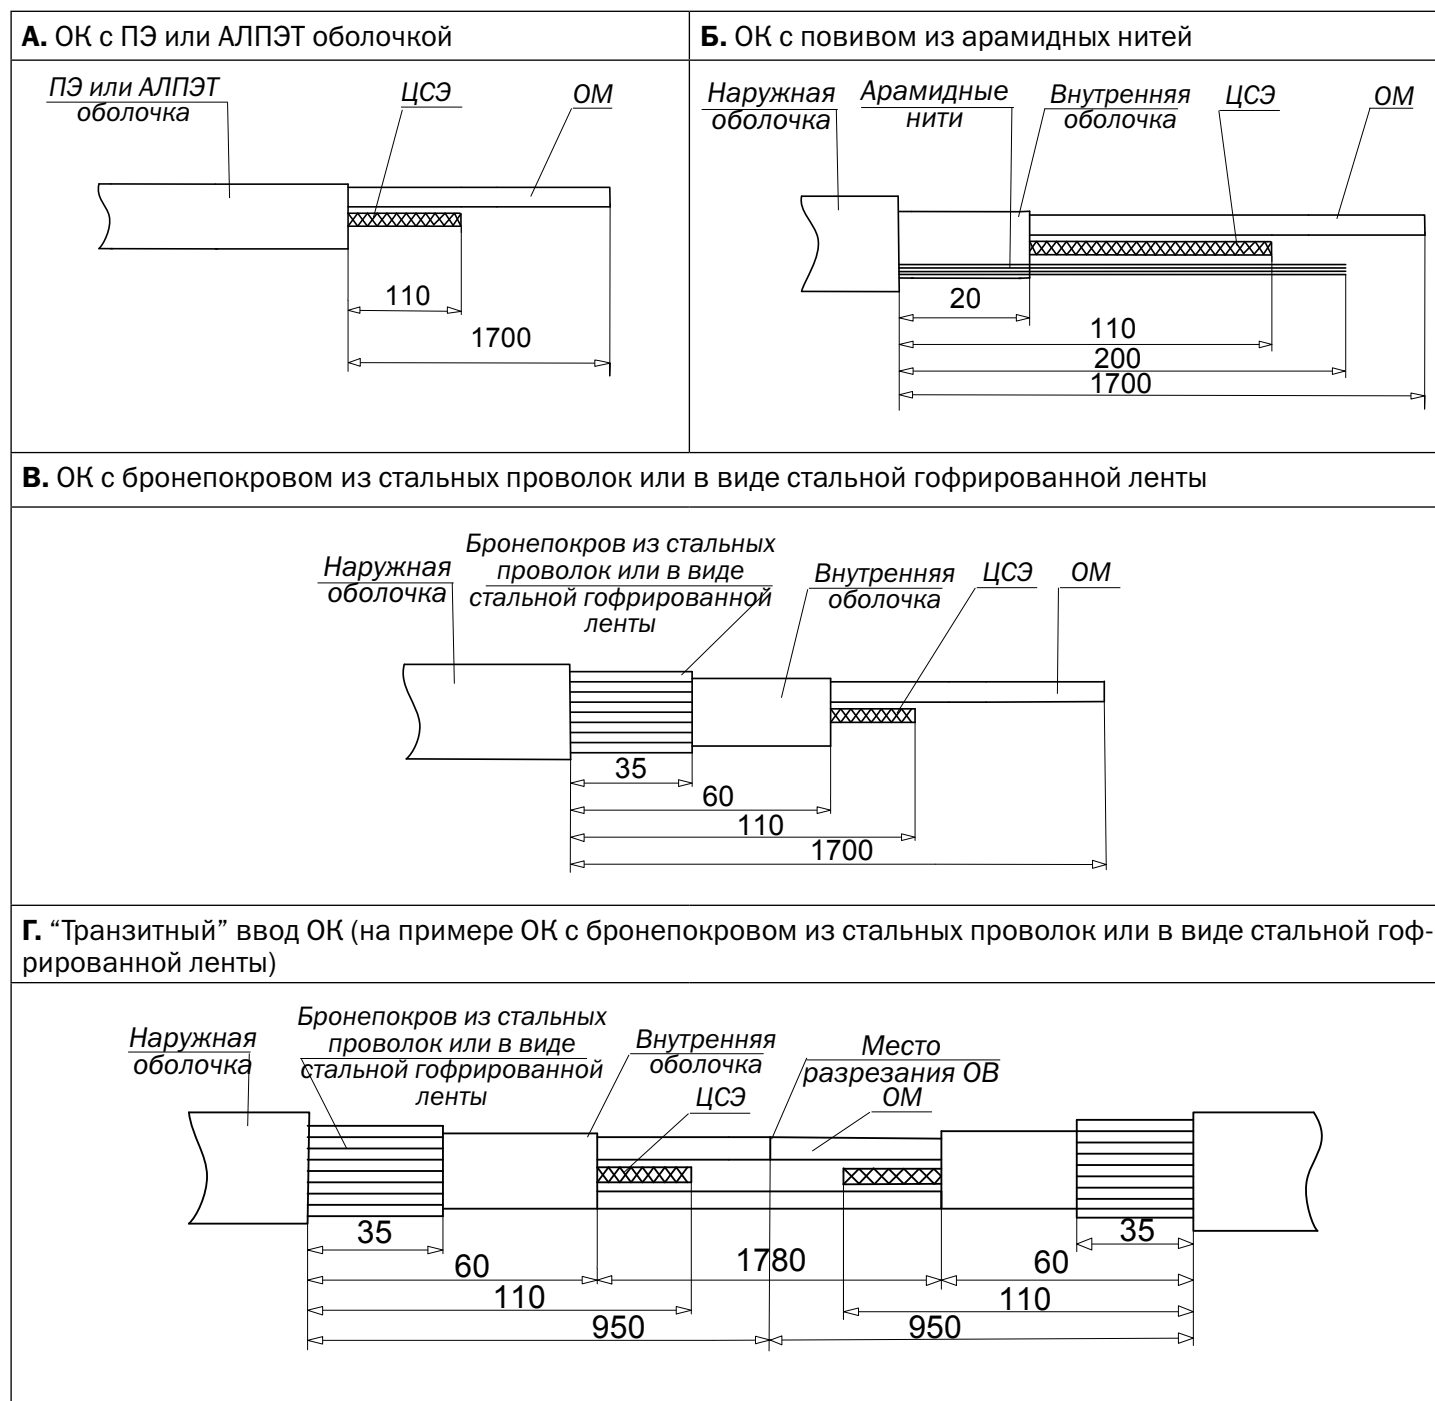 А. ОК с ПЭ или АЛПЭТ оболочкой
ПЭ или АЛПЭТ
оболочка
ЦСЭ
ОМ
110
1700
Б. ОК с повивом из арамидных нитей
Наружная
оболочка
Арамидные
нити
Внутренняя
оболочка
ЦСЭ
ОМ
20
110
200
1700
В. ОК с бронепокровом из стальных проволок или в виде стальной гофрированной ленты
Наружная
оболочка
Бронепокров из стальных
проволок или в виде
стальной гофрированной
ленты
Внутренняя
оболочка
ЦСЭ
ОМ
35
60
110
1700
Г. “Транзитный” ввод ОК (на примере ОК с бронепокровом из стальных проволок или в виде стальной гоф-
рированной ленты)
Наружная
оболочка
Бронепокров из стальных
проволок или в виде
стальной гофрированной
ленты
Внутренняя
оболочка
ЦСЭ
Место
разрезания ОВ
ОМ
35
60
110
950
1780
35
60
110
950